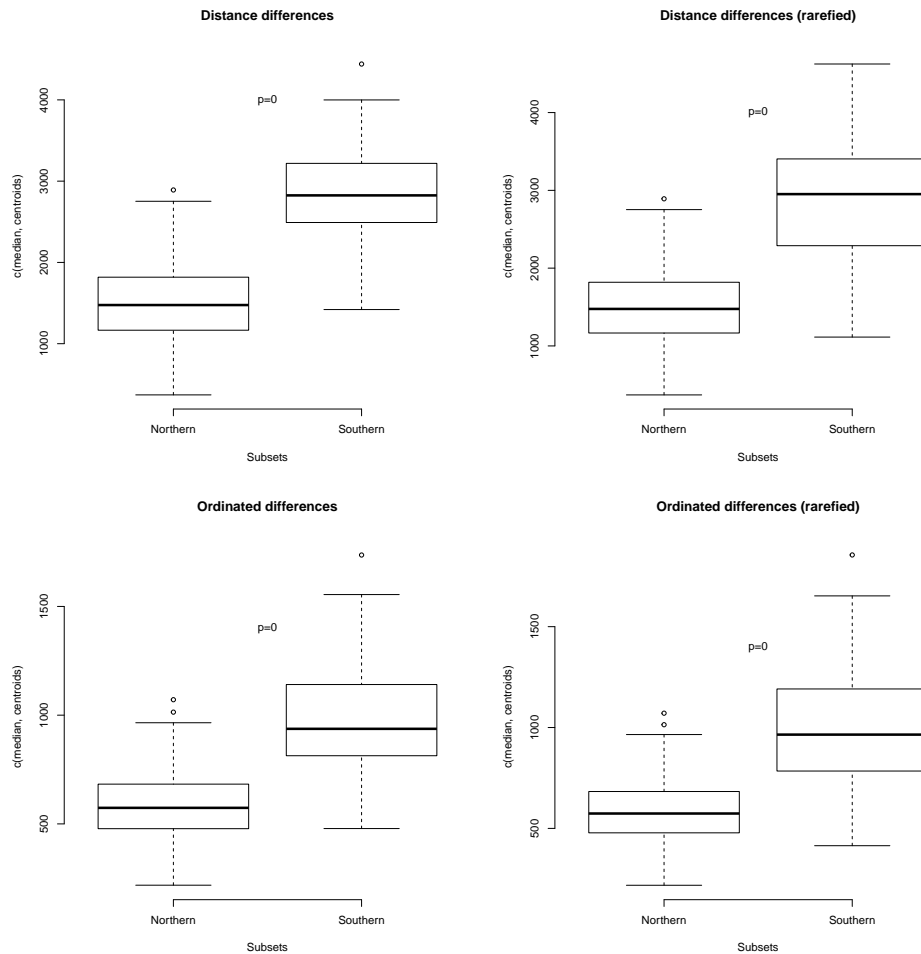 Distance differences
c(median, centroids)
4000
3000
2000
1000
p=0
Northern
Southern
Subsets
Distance differences (rarefied)
c(median, centroids)
4000
3000
2000
1000
p=0
Northern
Southern
Subsets
Ordinated differences
c(median, centroids)
1500
1000
500
p=0
Northern
Southern
Subsets
Ordinated differences (rarefied)
c(median, centroids)
1500
1000
500
p=0
Northern
Southern
Subsets